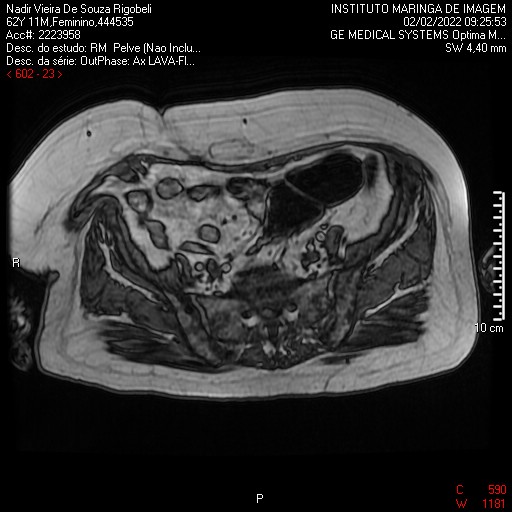 Nadir Vieira De Souza Rigobeli
62Y 11M,Feminino,444535
Acc#: 2223958
Desc. do estudo: RM Pelve (Nao Inclu...
Desc. da série: OutPhase: Ax LAVA-Fl...
< 602 - 23 >
INSTITUTO MARINGA DE IMAGEM
02/02/2022 09:25:53
GE MEDICAL SYSTEMS Optima M...
SW 4,40 mm
R
10 cm
P
C 590
W 1181